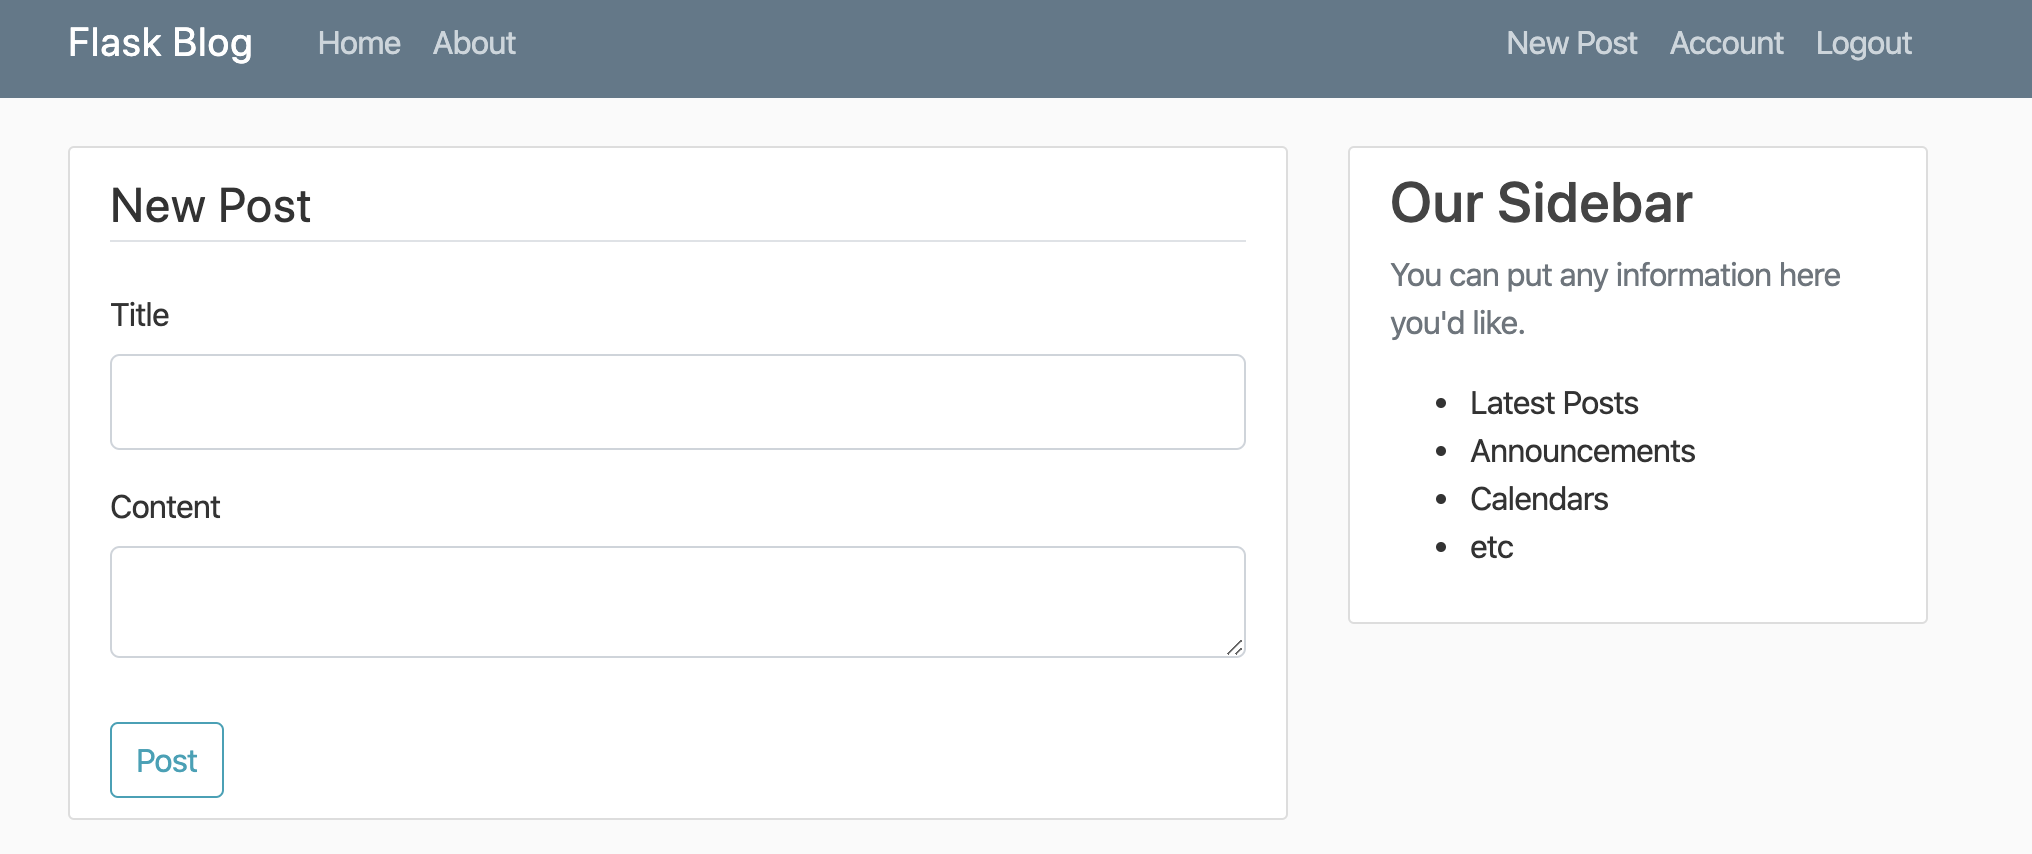 Flask Blog Home About New Post Account Logout
New Post
Title
Content
Post
Our Sidebar
You can put any information here
you'd like.
Latest Posts
Announcements
Calendars
etc